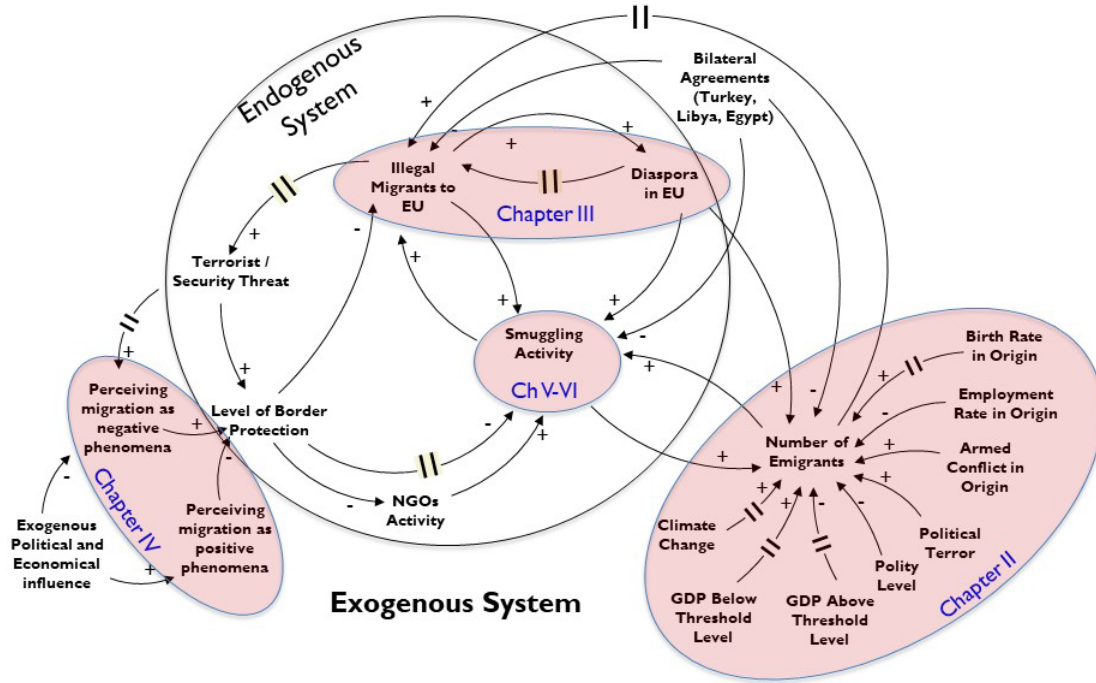 Endogenous
System
Bilateral
Agreements
(Turkey,
Libya, Egypt)
+
-
+
+
Illegal
Migrants to
EU
Diaspora
in EU
Chapter III
+
-
+
Terrorist /
Security Threat
+
+
-
Smuggling
Activity
Ch V-VI
+
+
Perceiving
migration as
negative
phenomena
+
+
Level of Border
Protection
-
-
+
Chapter IV
-
Perceiving
migration as
positive
phenomena
+
Exogenous
Political and
Economical
influence
-
NGOs
Activity
+
-
+
Birth Rate
in Origin
-
Employment
Rate in Origin
+
Number of
Emigrants
+
Armed
Conflict in
Origin
+
Political
Terror
-
Polity
Level
-
GDP Above
Threshold
Level
+
GDP Below
Threshold
Level
+
Climate
Change
Chapter II
Exogenous System